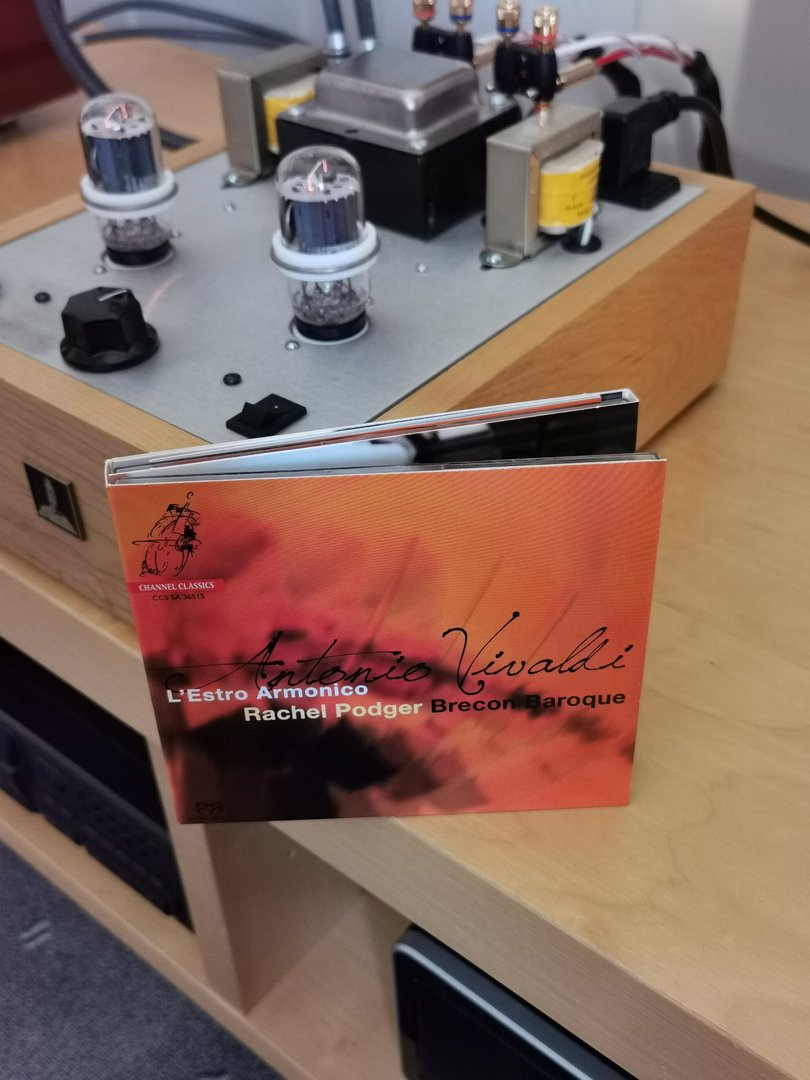 CHANNEL CLASSICS
CCS SA 36515
Antonio Vivaldi
L'Estro Armonico
Rachel Podger Brecon Baroque